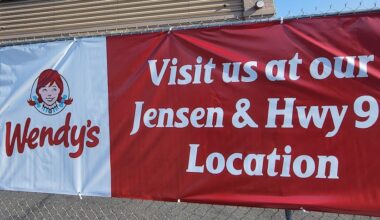 Wendy's
Visit us at our
Jensen & Hwy 9
Location